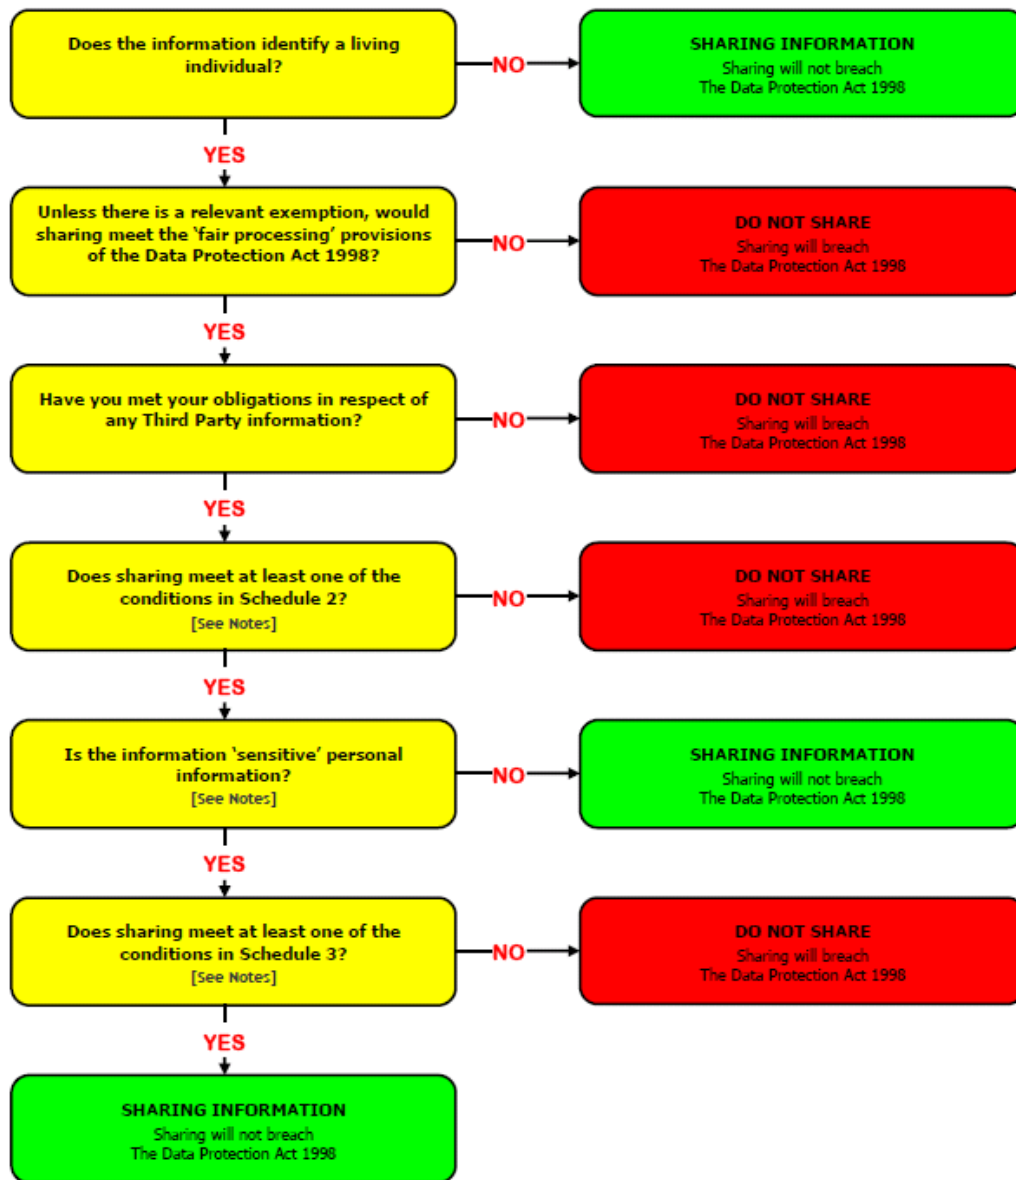 Does the information identify a living
individual?
NO
SHARING INFORMATION
Sharing will not breach
The Data Protection Act 1998
YES
Unless there is a relevant exemption, would
sharing meet the ‘fair processing’ provisions
of the Data Protection Act 1998?
NO
DO NOT SHARE
Sharing will breach
The Data Protection Act 1998
YES
Have you met your obligations in respect of
any Third Party information?
NO
DO NOT SHARE
Sharing will breach
The Data Protection Act 1998
YES
Does sharing meet at least one of the
conditions in Schedule 2?
[See Notes]
NO
DO NOT SHARE
Sharing will breach
The Data Protection Act 1998
YES
Is the information ‘sensitive’ personal
information?
[See Notes]
NO
SHARING INFORMATION
Sharing will not breach
The Data Protection Act 1998
YES
Does sharing meet at least one of the
conditions in Schedule 3?
[See Notes]
NO
DO NOT SHARE
Sharing will breach
The Data Protection Act 1998
YES
SHARING INFORMATION
Sharing will not breach
The Data Protection Act 1998